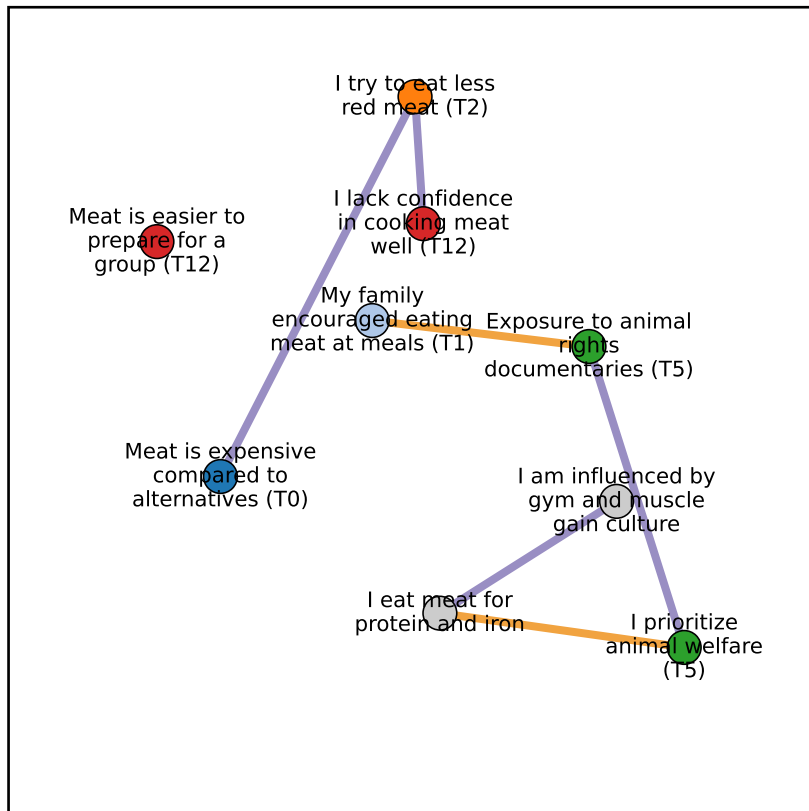 I try to eat less
red meat (T2)
I lack confidence
in cooking meat
well (T12)
Meat is easier to
prepare for a
group (T12)
My family
encouraged eating
meat at meals (T1)
Exposure to animal
rights
documentaries (T5)
Meat is expensive
compared to
alternatives (T0)
I am influenced by
gym and muscle
gain culture
I eat meat for
protein and iron
I prioritize
animal welfare
(T5)